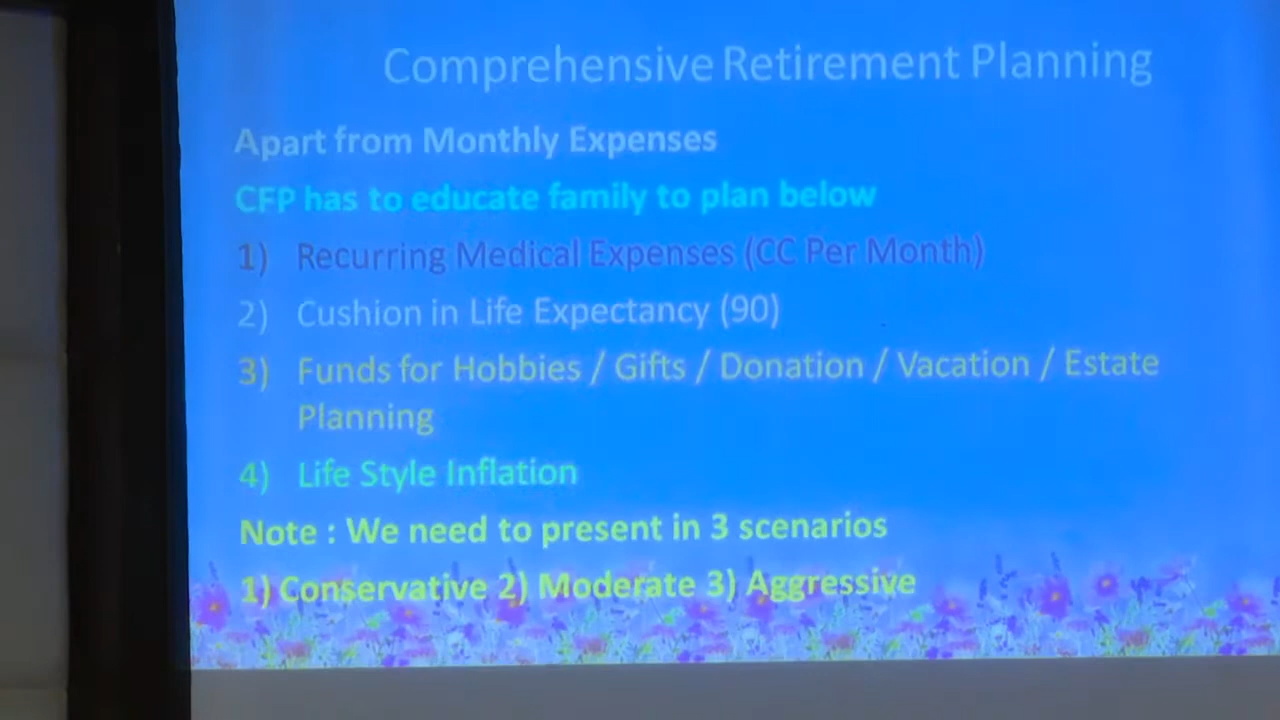 Comprehensive Retirement Planning
Apart from Monthly Expenses
CFP has to educate family to plan below
1) Recurring Medical Expenses (CC Per Month)
2) Cushion in Life Expectancy (90)
3) Funds for Hobbies / Gifts / Donation / Vacation / Estate
Planning
4) Life Style Inflation
Note : We need to present in 3 scenarios
1) Conservative 2) Moderate 3) Aggressive